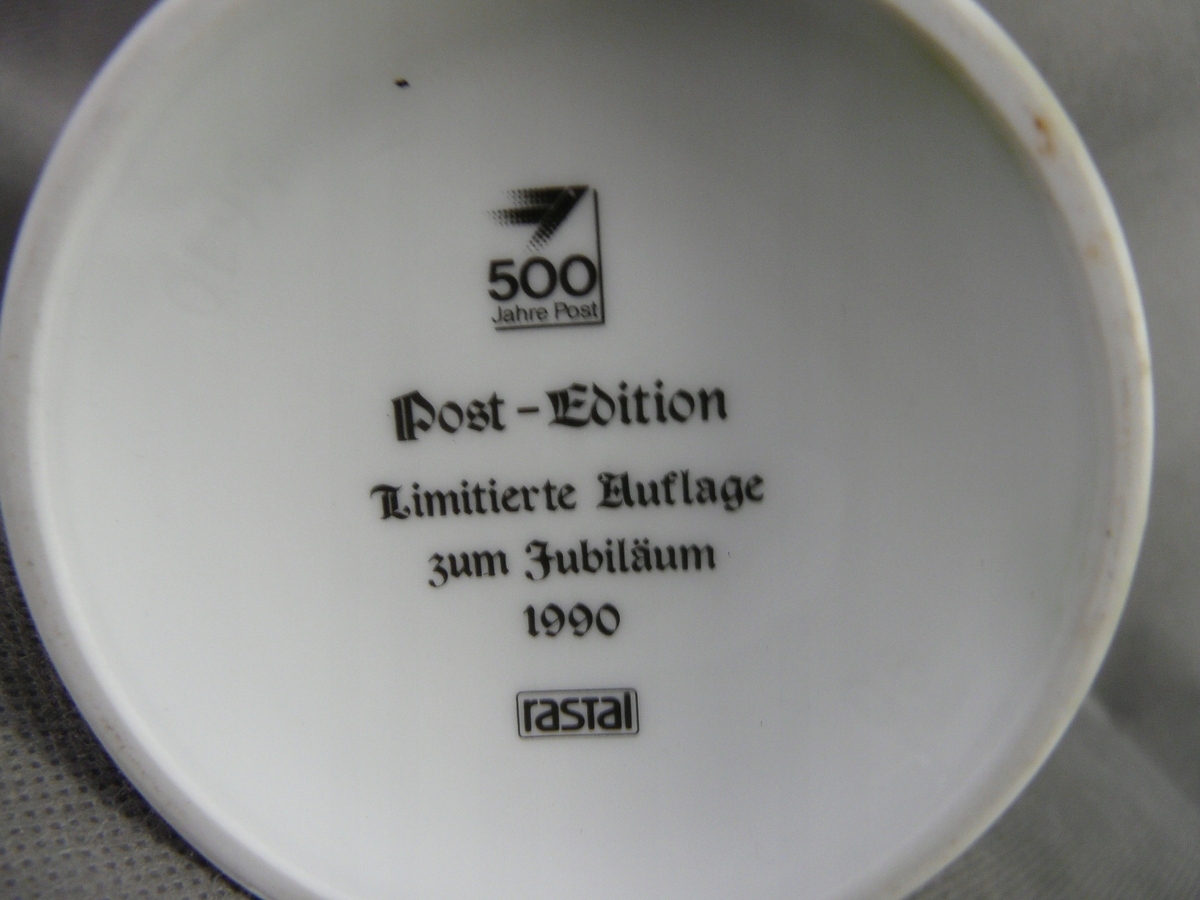 500
Jahre Post
Post-Edition
Limitierte Auflage
zum Jubiläum
1990
rastal